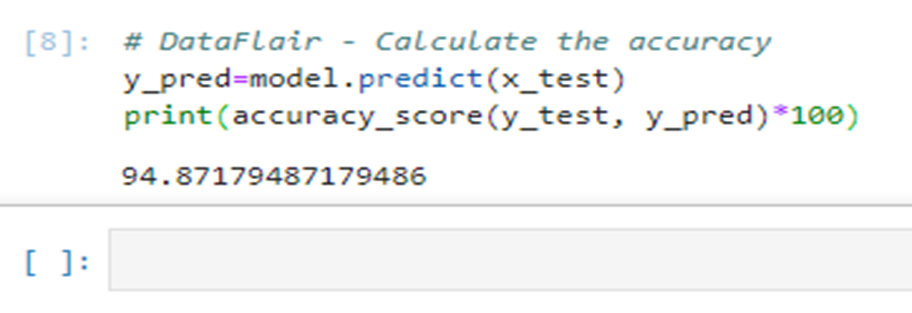 [8]: # DataFlair - Calculate the accuracy
y_pred=model.predict(x_test)
print(accuracy_score(y_test, y_pred)*100)
94.87179487179486
[ ]: